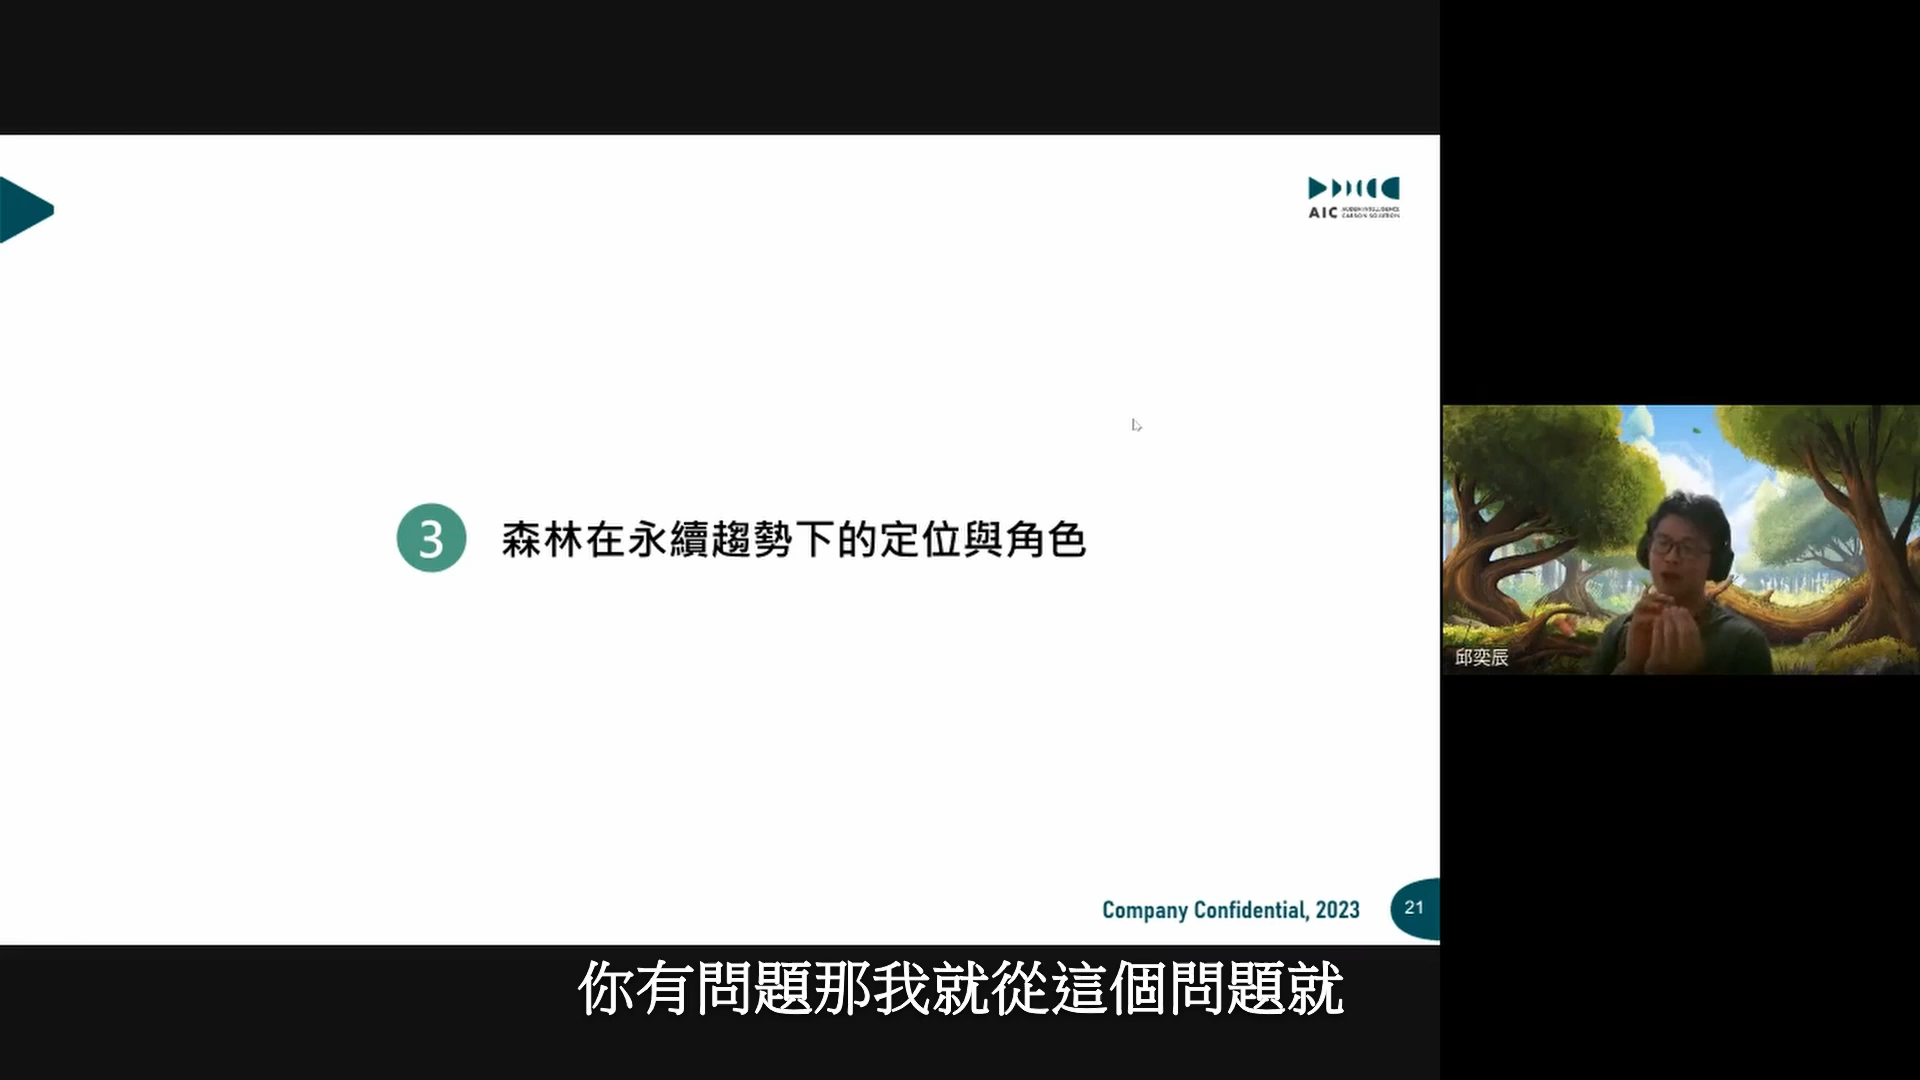 AIC
3 森林在永續趨勢下的定位與角色
邱奕辰
Company Confidential, 2023
21
你有問題那我就從這個問題就